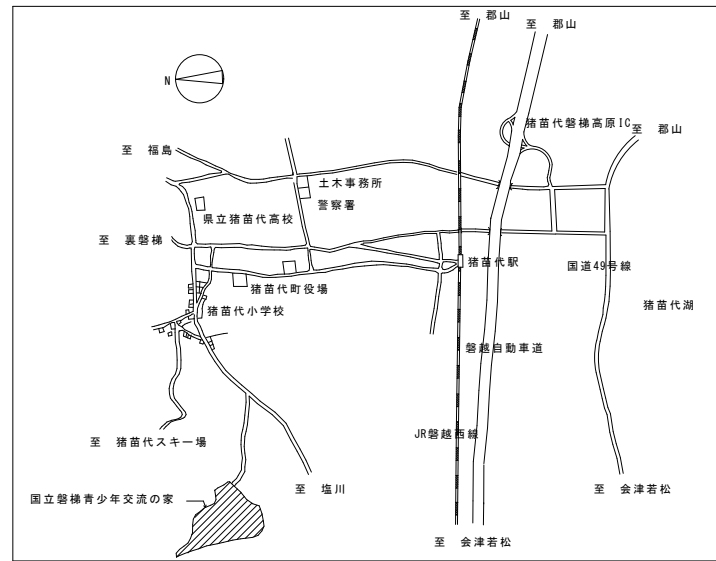 至　郡山
至　郡山
N
猪苗代磐梯高原IC
至　郡山
至　福島
土木事務所
警察署
県立猪苗代高校
至　裏磐梯
猪苗代駅
国道49号線
猪苗代町役場
猪苗代湖
猪苗代小学校
磐越自動車道
JR磐越西線
至　猪苗代スキー場
至　塩川
至　会津若松
国立磐梯青少年交流の家
至　会津若松